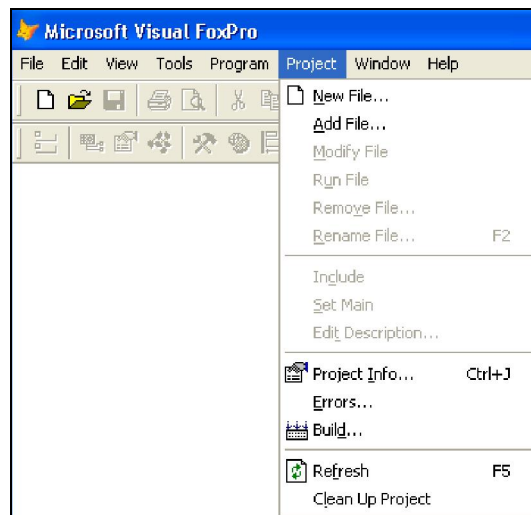 Microsoft Visual FoxPro
File Edit View Tools Program Project Window Help
New File...
Add File...
Modify File
Run File
Remove File...
Rename File... F2
Include
Set Main
Edit Description...
Project Info... Ctrl+J
Errors...
Build...
Refresh F5
Clean Up Project